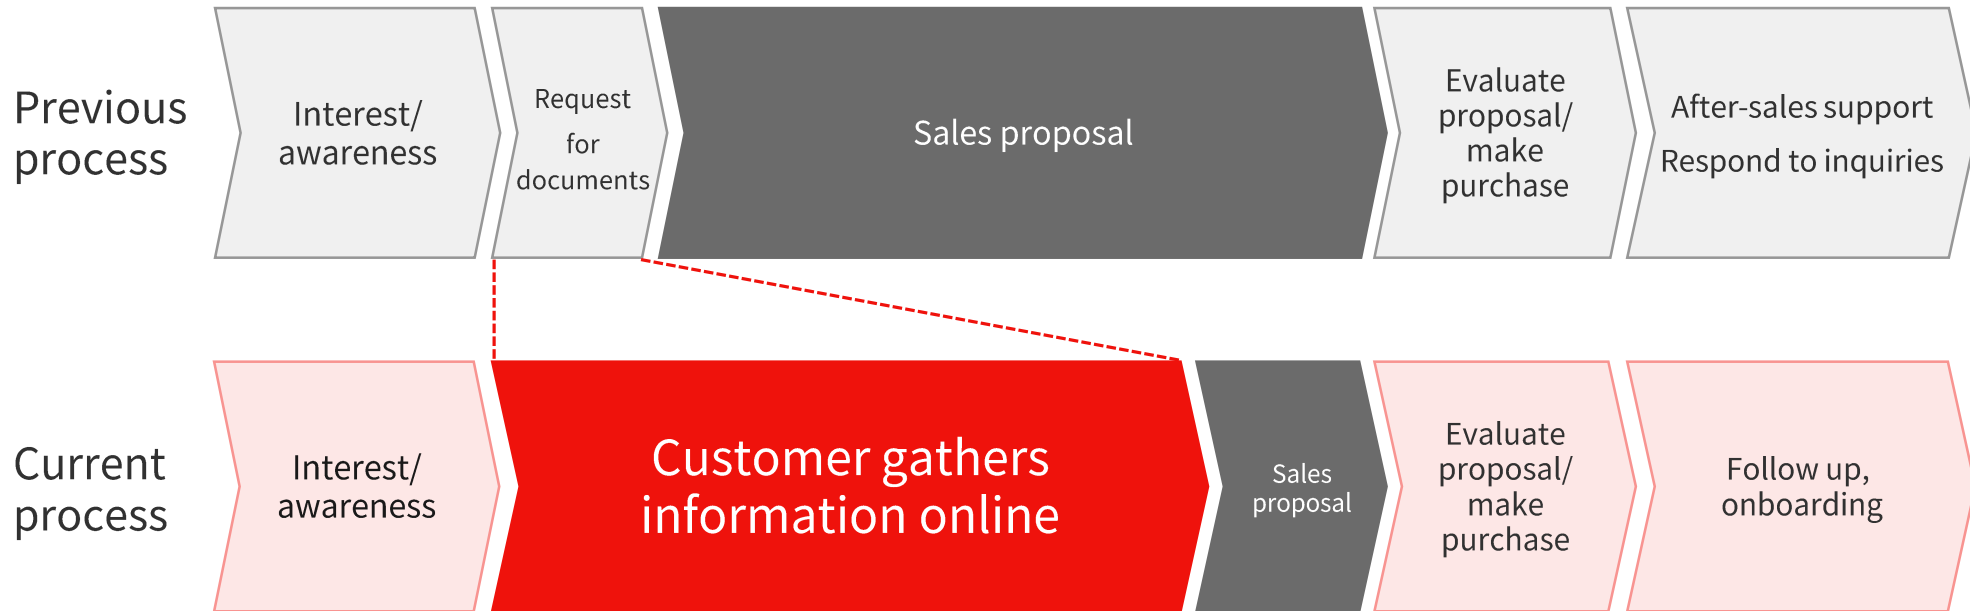 Previous
process
Interest/
awareness
Request
for
documents
Sales proposal
Evaluate
proposal/
make
purchase
After-sales support
Respond to inquiries
Current
process
Interest/
awareness
Customer gathers
information online
Sales
proposal
Evaluate
proposal/
make
purchase
Follow up,
onboarding